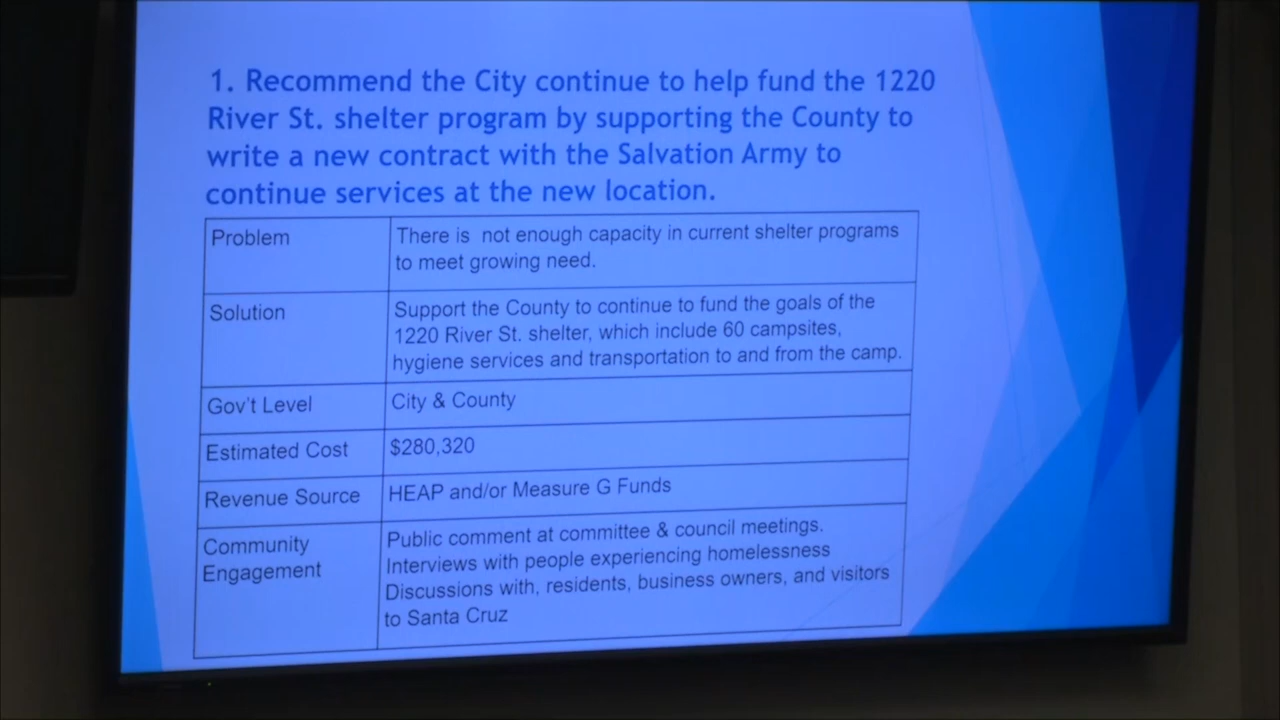 1. Recommend the City continue to help fund the 1220
River St. shelter program by supporting the County to
write a new contract with the Salvation Army to
continue services at the new location.
Problem
There is not enough capacity in current shelter programs
to meet growing need.
Solution
Support the County to continue to fund the goals of the
1220 River St. shelter, which include 60 campsites,
hygiene services and transportation to and from the camp.
Gov't Level
City & County
Estimated Cost
$280,320
Revenue Source
HEAP and/or Measure G Funds
Community
Engagement
Public comment at committee & council meetings.
Interviews with people experiencing homelessness
Discussions with, residents, business owners, and visitors
to Santa Cruz